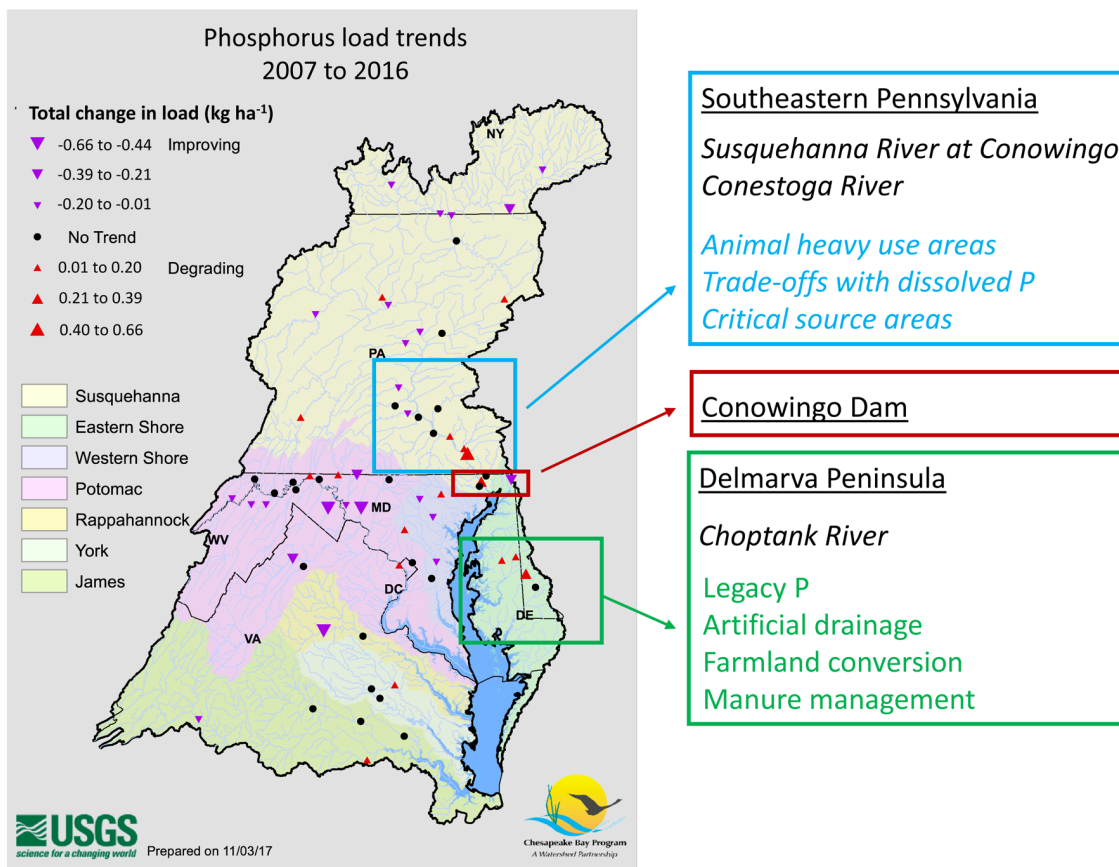 Phosphorus load trends
2007 to 2016
Total change in load (kg ha-1)
-0.66 to -0.44 Improving
-0.39 to -0.21
-0.20 to -0.01
No Trend
0.01 to 0.20 Degrading
0.21 to 0.39
0.40 to 0.66
Susquehanna
Eastern Shore
Western Shore
Potomac
Rappahannock
York
James
NY
PA
MD
WV
DC
DE
VA
USGS
science for a changing world
Prepared on 11/03/17
Chesapeake Bay Program
A Watershed Partnership
Southeastern Pennsylvania
Susquehanna River at Conowingo
Conestoga River
Animal heavy use areas
Trade-offs with dissolved P
Critical source areas
Conowingo Dam
Delmarva Peninsula
Choptank River
Legacy P
Artificial drainage
Farmland conversion
Manure management